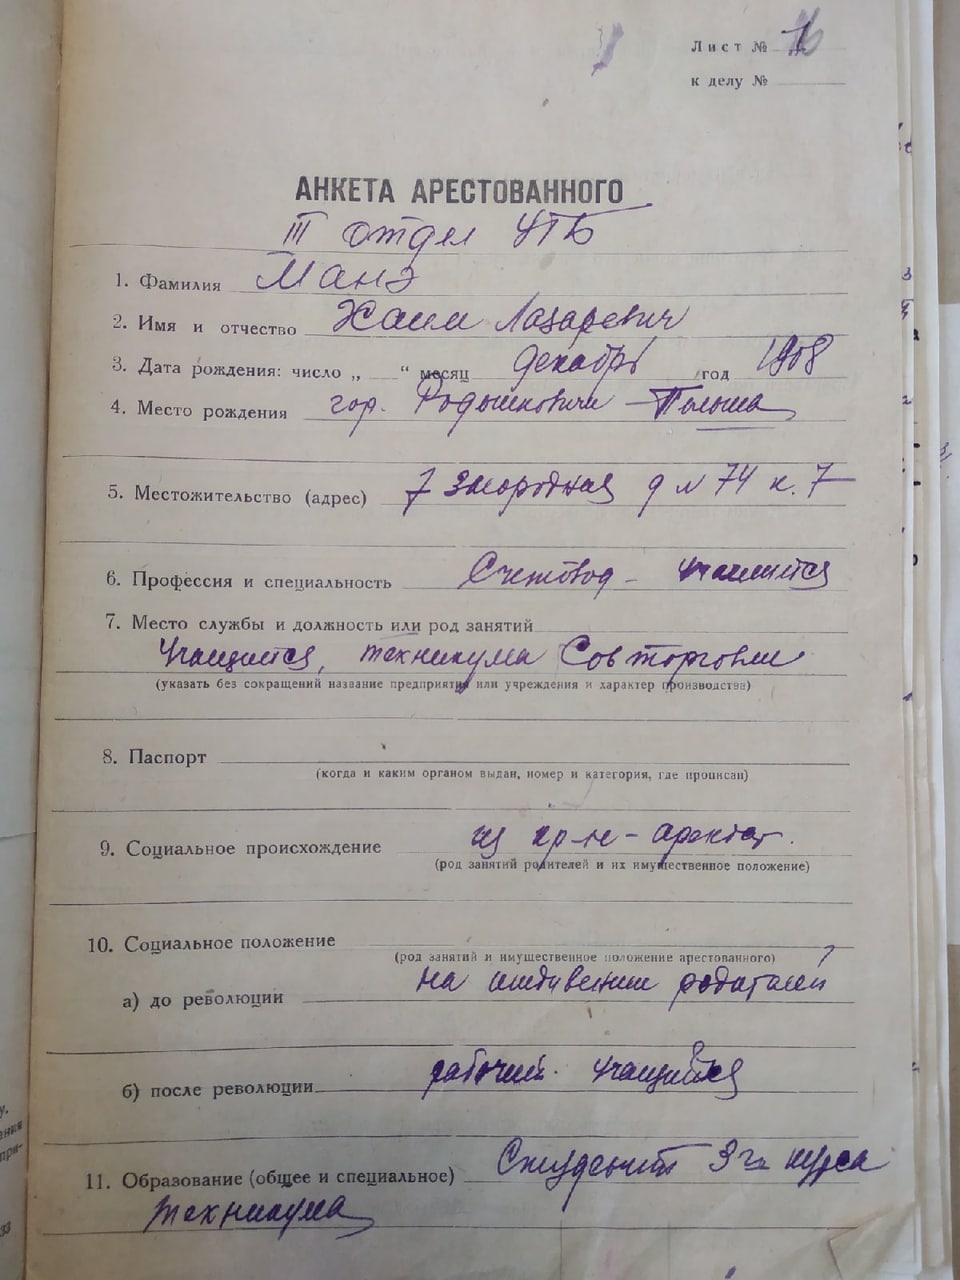 Лист № 1
к делу №
АНКЕТА АРЕСТОВАННОГО
III отдел УГБ
1. Фамилия Манэ
2. Имя и отчество Хаим Лазаревич
3. Дата рождения: число „ “ месяц декабрь год 1908
4. Место рождения гор. Родышковичи – Польша
5. Местожительство (адрес) 7 Загородная д № 74 к. 7
6. Профессия и специальность Счетовод – учащийся
7. Место службы и должность или род занятий
Учащийся, техникума Совторговли
(указать без сокращений название предприятия или учреждения и характер производства)
8. Паспорт
(когда и каким органом выдан, номер и категория, где прописан)
9. Социальное происхождение из кр-н – арендат.
(род занятий родителей и их имущественное положение)
10. Социальное положение
(род занятий и имущественное положение арестованного)
а) до революции на иждивении родителей
б) после революции рабочий учащийся
11. Образование (общее и специальное) Студент 3 го курса
техникума